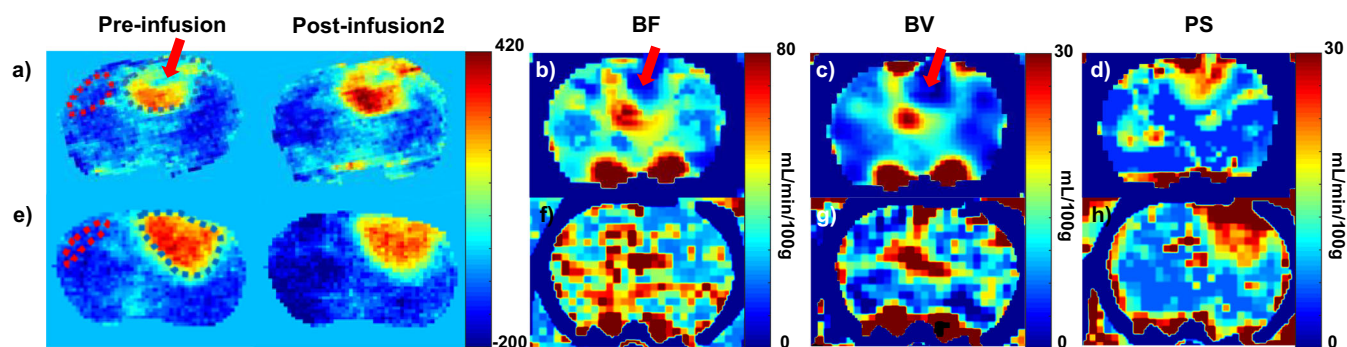 Pre-infusion Post-infusion2 BF BV PS
a) 420 b) 80 c) 30 d) 30
mL/min/100g mL/100g mL/min/100g
e) f) g) h)
-200 0 0 0